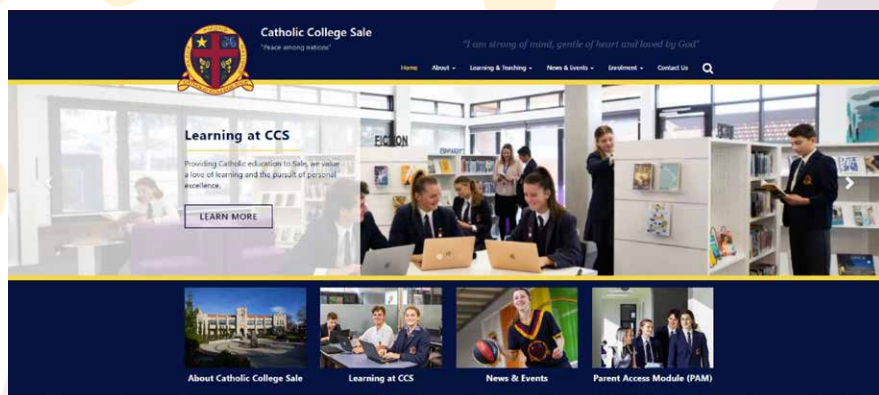 Catholic College Sale
"Peace among nations"
"I am strong of mind, gentle of heart and loved by God"
Home About Learning & Teaching News & Events Enrolment Contact Us
FICTION
Learning at CCS
Providing Catholic education to Sale, we value
a love of learning and the pursuit of personal
excellence.
LEARN MORE
About Catholic College Sale
Learning at CCS
News & Events
Parent Access Module (PAM)